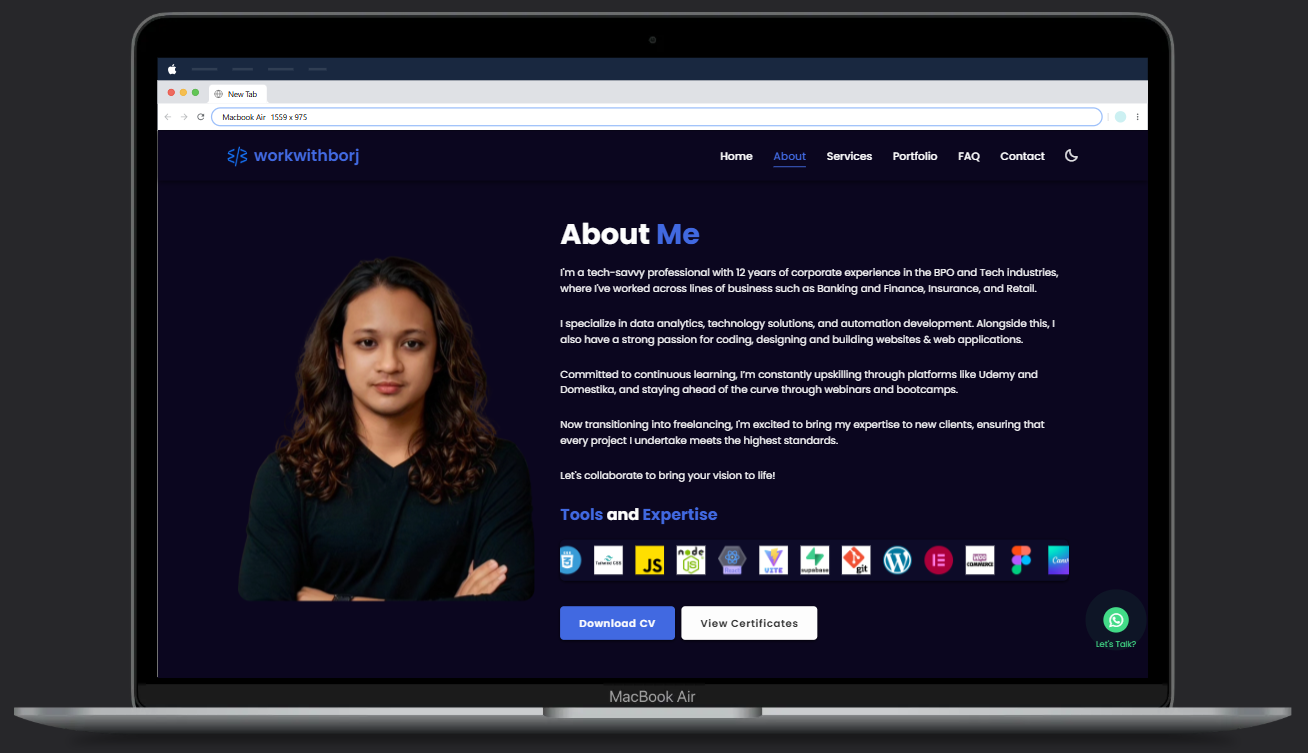 New Tab
Macbook Air 1559 x 975
workwithborj
Home About Services Portfolio FAQ Contact
About Me
I'm a tech-savvy professional with 12 years of corporate experience in the BPO and Tech industries,
where I've worked across lines of business such as Banking and Finance, Insurance, and Retail.
I specialize in data analytics, technology solutions, and automation development. Alongside this, I
also have a strong passion for coding, designing and building websites & web applications.
Committed to continuous learning, I'm constantly upskilling through platforms like Udemy and
Domestika, and staying ahead of the curve through webinars and bootcamps.
Now transitioning into freelancing, I'm excited to bring my expertise to new clients, ensuring that
every project I undertake meets the highest standards.
Let's collaborate to bring your vision to life!
Tools and Expertise
Tailwind CSS JS node JS React VITE supabase git WOO COMMERCE
Download CV View Certificates
Let's Talk?
MacBook Air